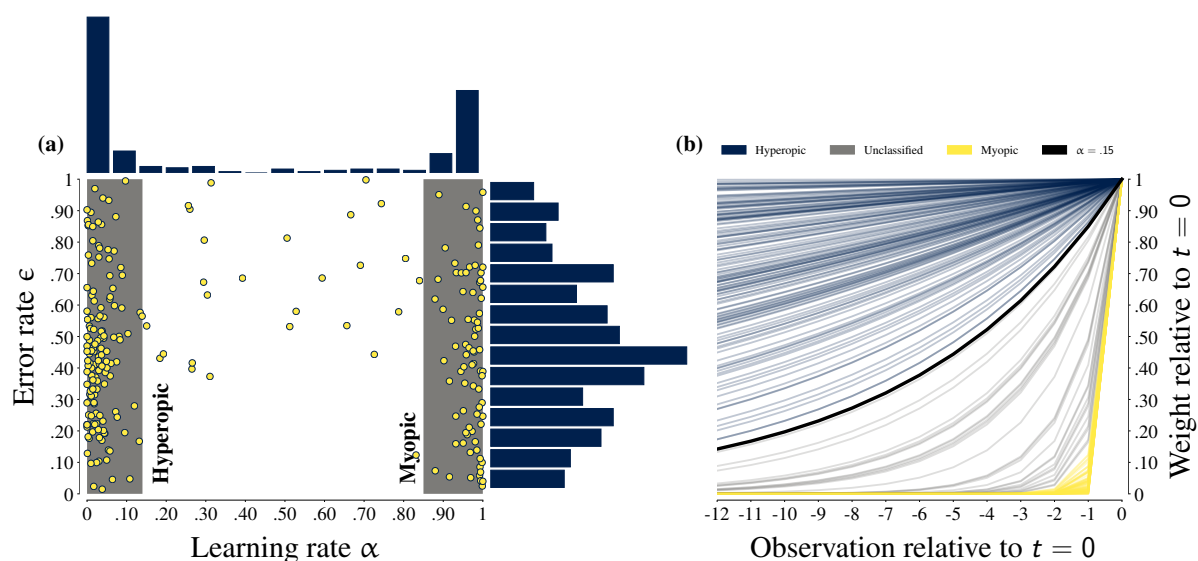 (a)
1
.90
.80
.70
.60
.50
.40
.30
.20
.10
0
Error rate ϵ
Hyperopic
Myopic
0 .10 .20 .30 .40 .50 .60 .70 .80 .90 1
Learning rate α
(b)
Hyperopic Unclassified Myopic α = .15
1
.90
.80
.70
.60
.50
.40
.30
.20
.10
0
Weight relative to t = 0
-12 -11 -10 -9 -8 -7 -6 -5 -4 -3 -2 -1 0
Observation relative to t = 0